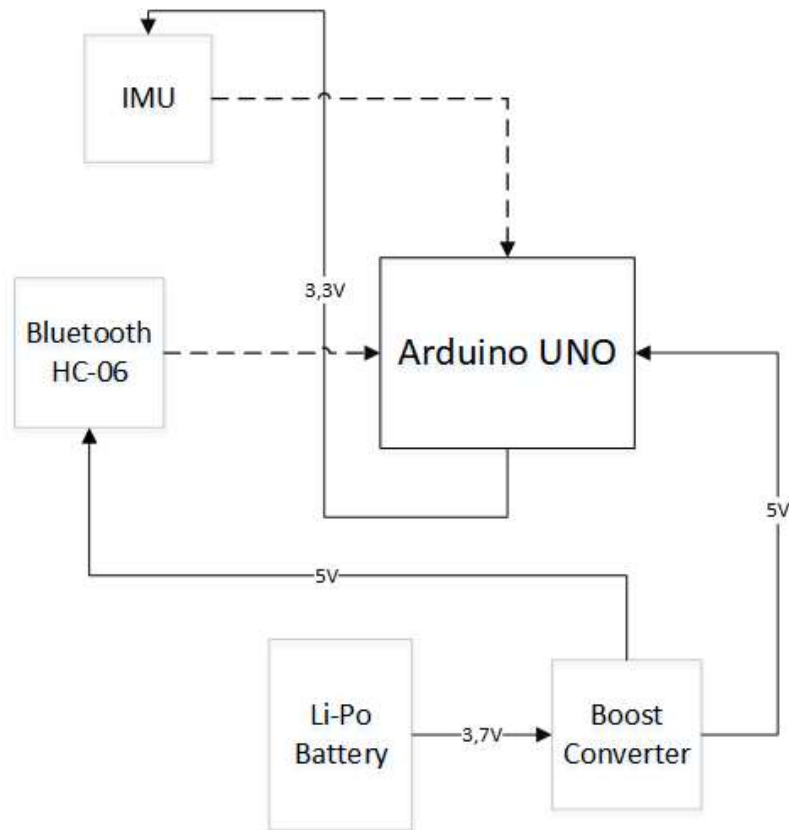 IMU
3,3V
Bluetooth
HC-06
Arduino UNO
5V
5V
Li-Po
Battery
3,7V
Boost
Converter